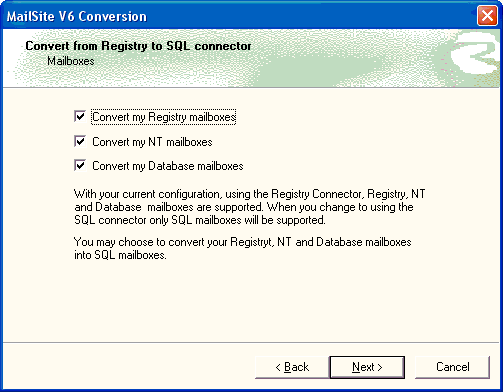 MailSite V6 Conversion
Convert from Registry to SQL connector
Mailboxes
Convert my Registry mailboxes
Convert my NT mailboxes
Convert my Database mailboxes
With your current configuration, using the Registry Connector, Registry, NT
and Database mailboxes are supported. When you change to using the
SQL connector only SQL mailboxes will be supported.
You may choose to convert your Registryt, NT and Database mailboxes
into SQL mailboxes.
< Back Next > Cancel